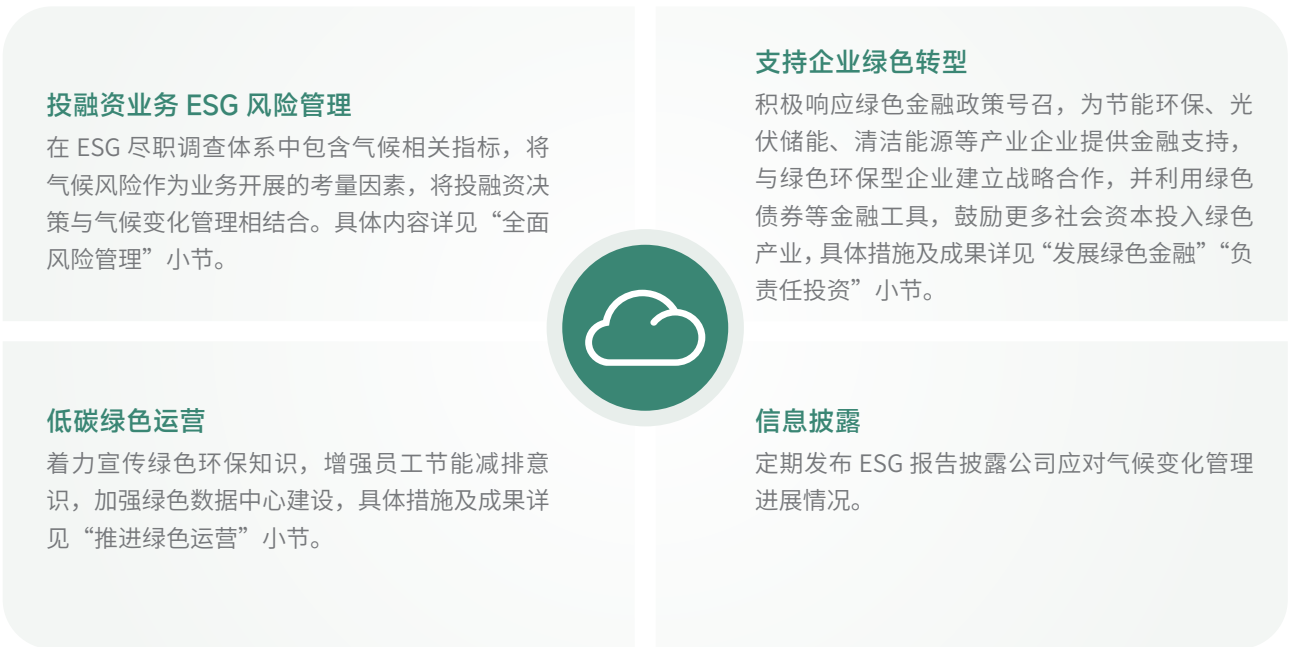 投融资业务 ESG 风险管理
在 ESG 尽职调查体系中包含气候相关指标，将
气候风险作为业务开展的考量因素，将投融资决
策与气候变化管理相结合。具体内容详见“全面
风险管理”小节。
支持企业绿色转型
积极响应绿色金融政策号召，为节能环保、光
伏储能、清洁能源等产业企业提供金融支持，
与绿色环保型企业建立战略合作，并利用绿色
债券等金融工具，鼓励更多社会资本投入绿色
产业，具体措施及成果详见“发展绿色金融”“负
责任投资”小节。
低碳绿色运营
着力宣传绿色环保知识，增强员工节能减排意
识，加强绿色数据中心建设，具体措施及成果详
见“推进绿色运营”小节。
信息披露
定期发布 ESG 报告披露公司应对气候变化管理
进展情况。